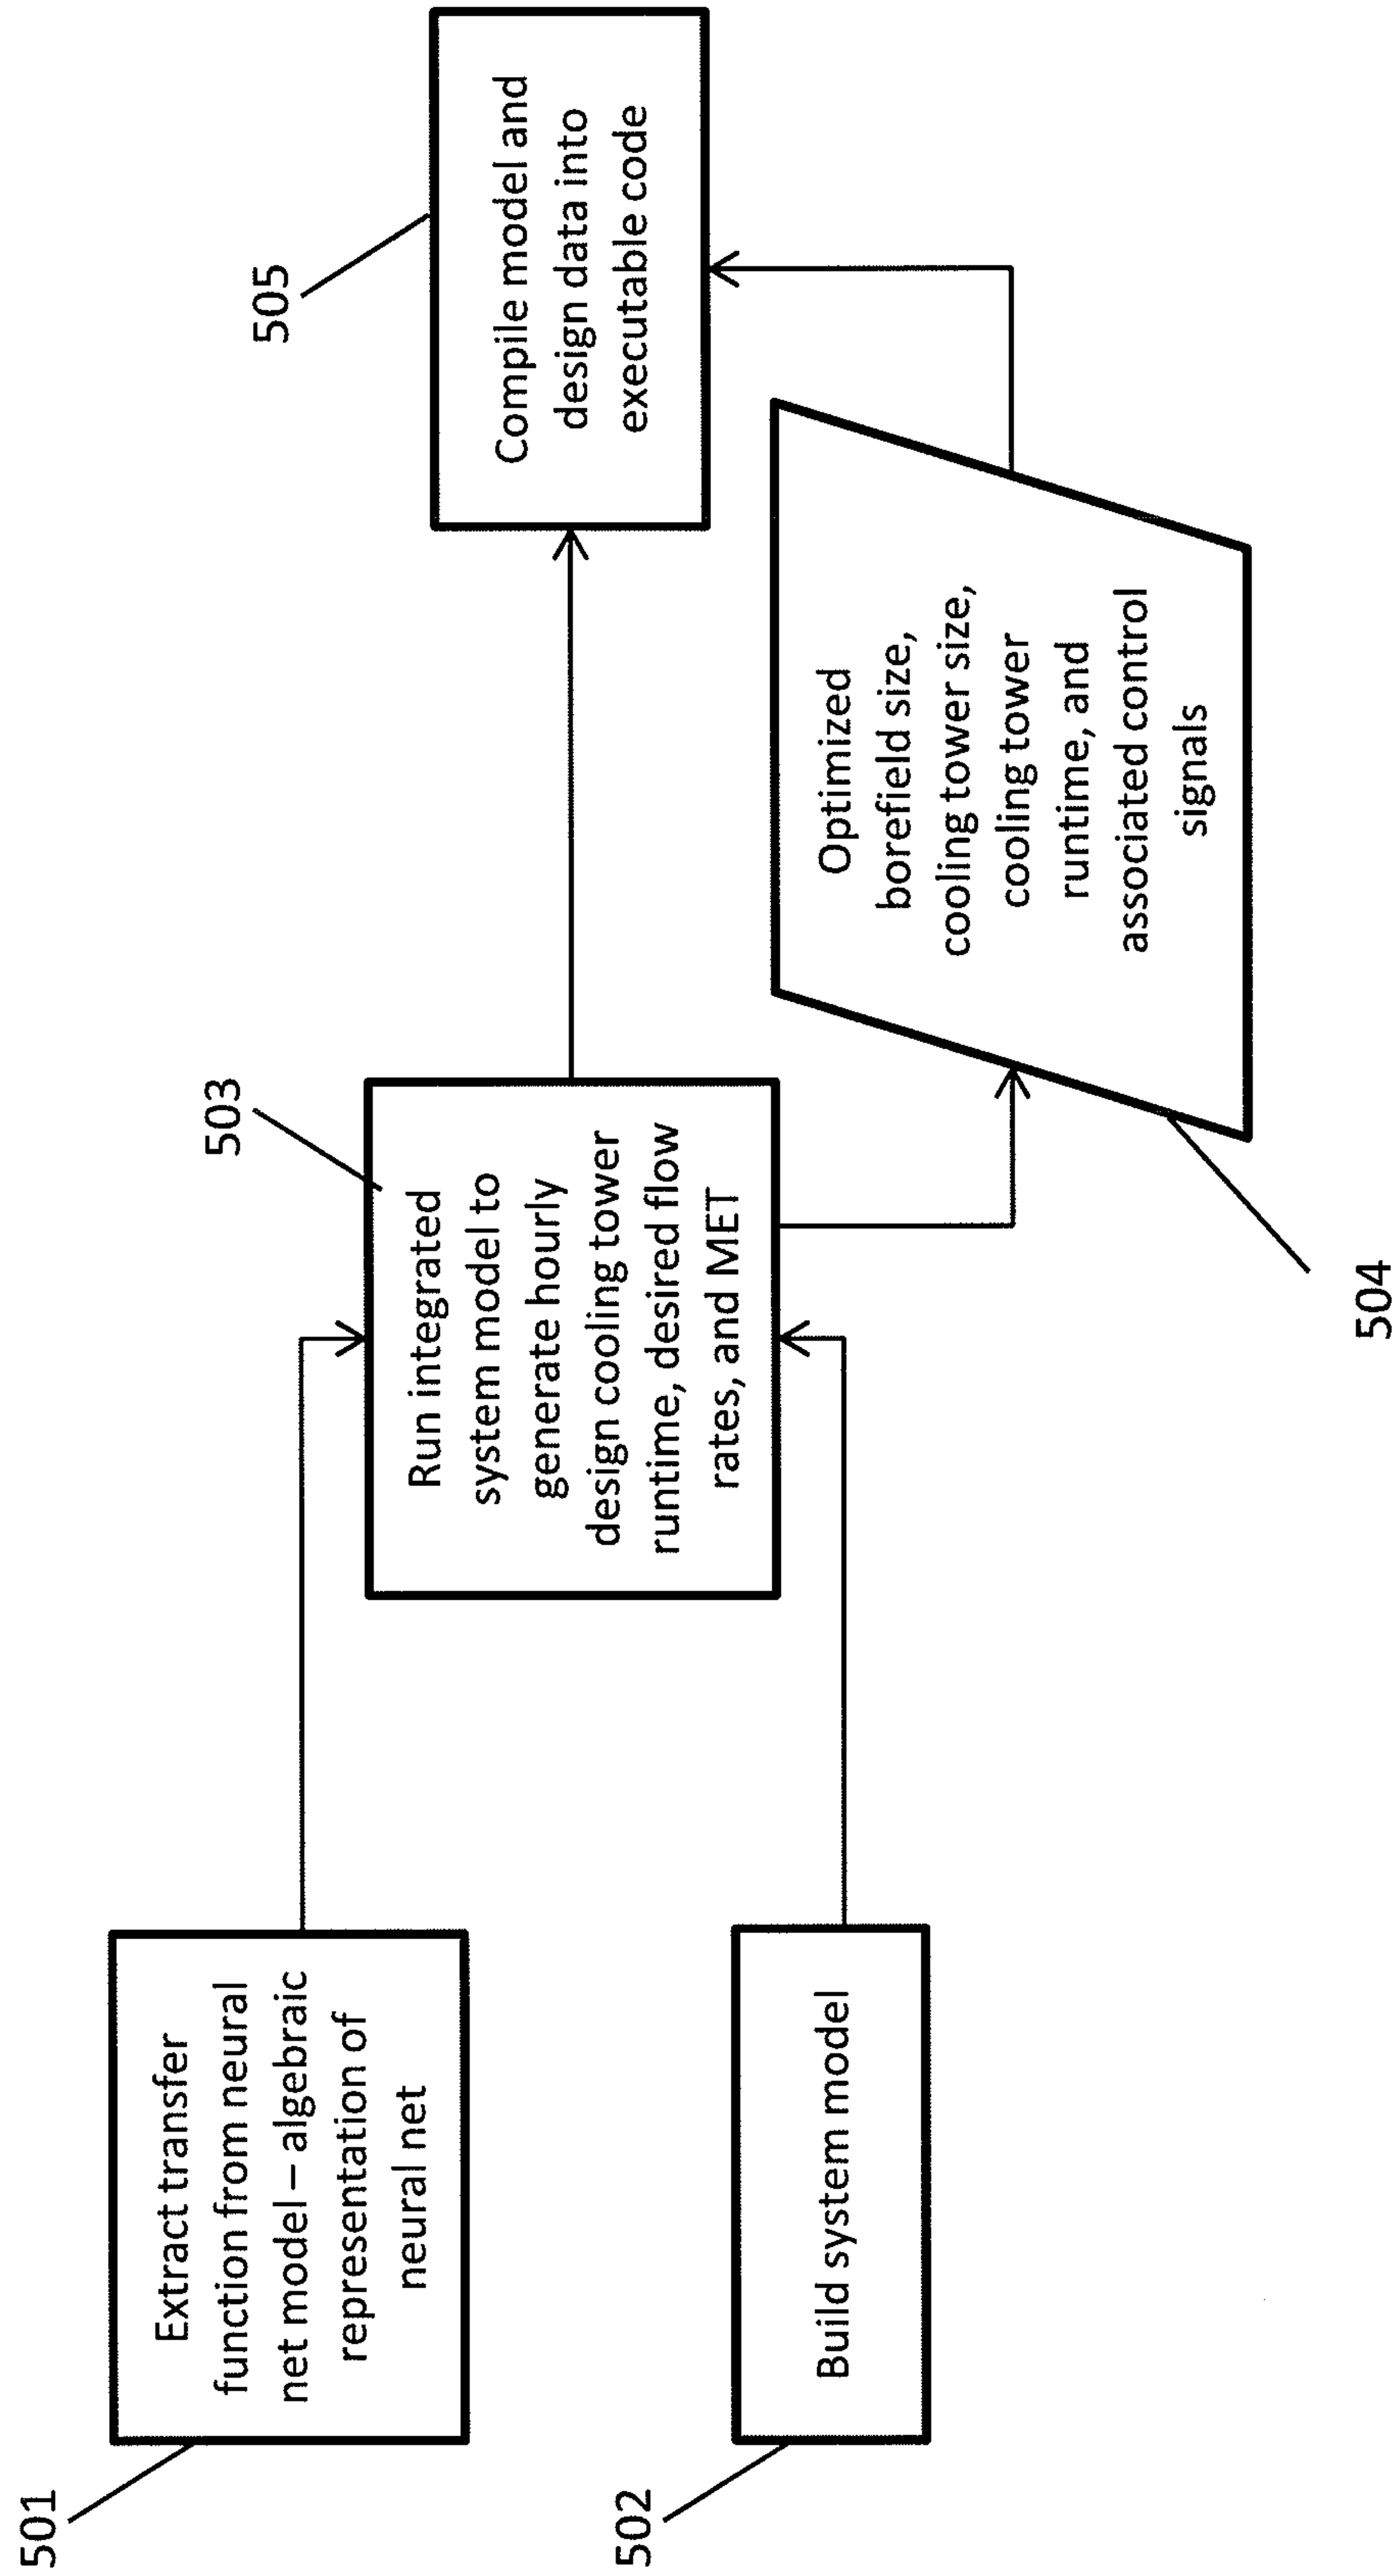 501
Extract transfer
function from neural
net model – algebraic
representation of
neural net
502
Build system model
503
Run integrated
system model to
generate hourly
design cooling tower
runtime, desired flow
rates, and MET
504
Optimized
borefield size,
cooling tower size,
cooling tower
runtime, and
associated control
signals
505
Compile model and
design data into
executable code